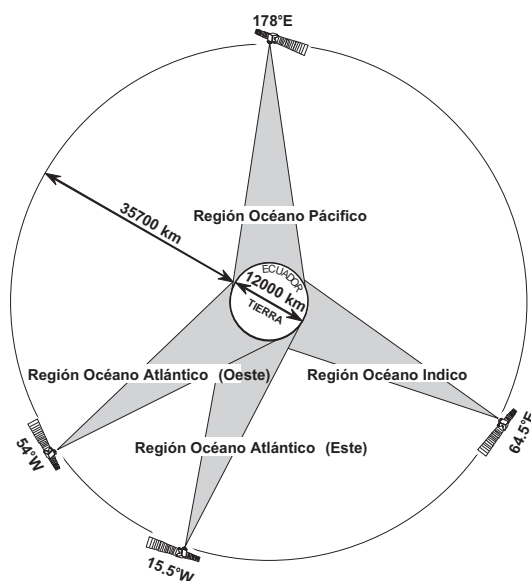 178°E
35700 km
Región Océano Pácifico
ECUADOR
12000 km
TIERRA
Región Océano Atlántico (Oeste)
Región Océano Indico
54°W
Región Océano Atlántico (Este)
64.5°E
15.5°W